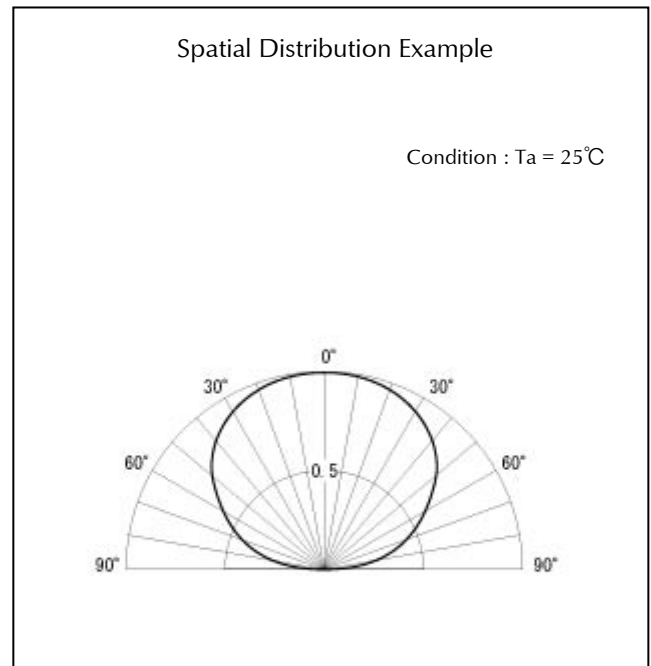 Spatial Distribution Example
Condition : Ta = 25℃
0°
30° 30°
60° 60°
0. 5
90° 90°